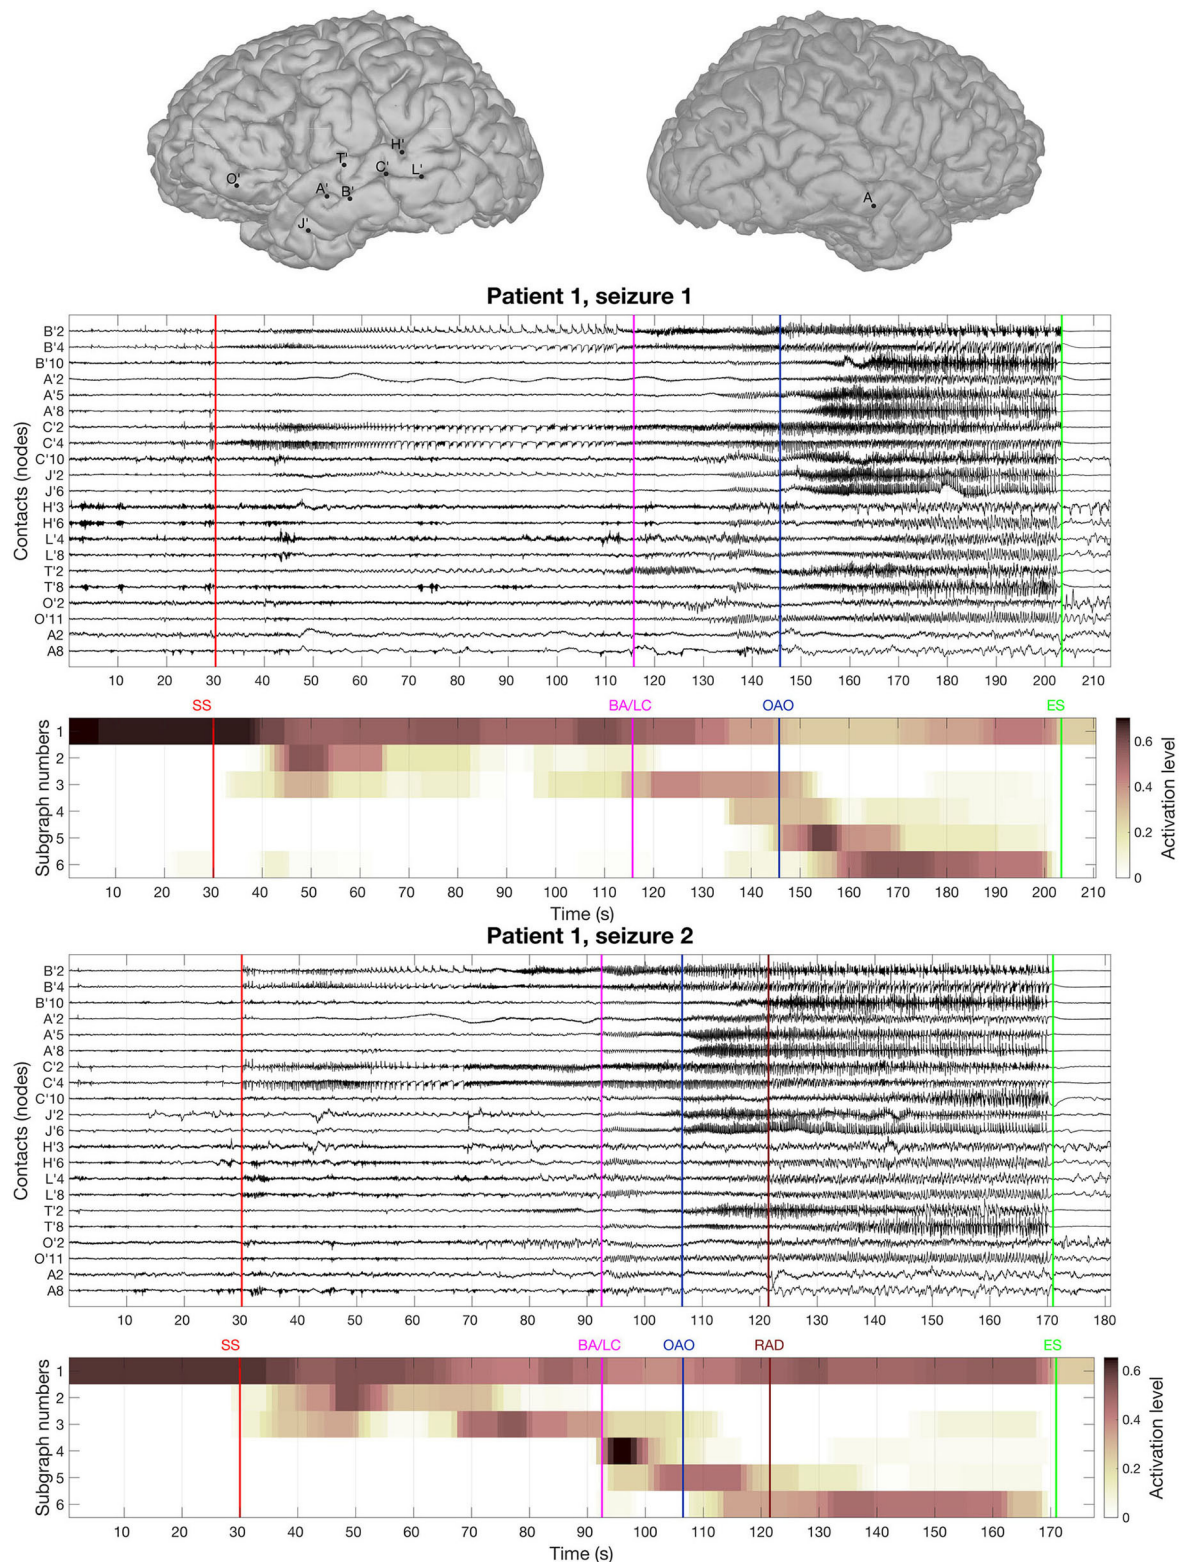 H'
T'
C'
L'
O'
A'
B'
J'
A
Patient 1, seizure 1
Contacts (nodes)
B'2
B'4
B'10
A'2
A'5
A'8
C'2
C'4
C'10
J'2
J'6
H'3
H'6
L'4
L'8
T'2
T'8
O'2
O'11
A2
A8
10 20 30 40 50 60 70 80 90 100 110 120 130 140 150 160 170 180 190 200 210
SS BA/LC OAO ES
Subgraph numbers
1
2
3
4
5
6
0.6
0.4
0.2
0
Activation level
10 20 30 40 50 60 70 80 90 100 110 120 130 140 150 160 170 180 190 200 210
Time (s)
Patient 1, seizure 2
Contacts (nodes)
B'2
B'4
B'10
A'2
A'5
A'8
C'2
C'4
C'10
J'2
J'6
H'3
H'6
L'4
L'8
T'2
T'8
O'2
O'11
A2
A8
10 20 30 40 50 60 70 80 90 100 110 120 130 140 150 160 170 180
SS BA/LC OAO RAD ES
Subgraph numbers
1
2
3
4
5
6
0.6
0.4
0.2
0
Activation level
10 20 30 40 50 60 70 80 90 100 110 120 130 140 150 160 170
Time (s)